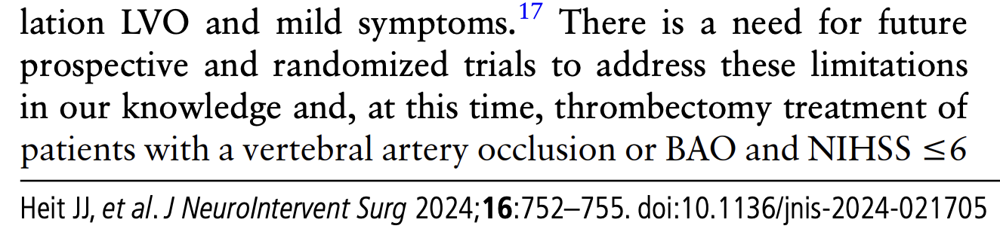 lation LVO and mild symptoms.17 There is a need for future
prospective and randomized trials to address these limitations
in our knowledge and, at this time, thrombectomy treatment of
patients with a vertebral artery occlusion or BAO and NIHSS ≤6
Heit JJ, et al. J NeuroIntervent Surg 2024;16:752–755. doi:10.1136/jnis-2024-021705